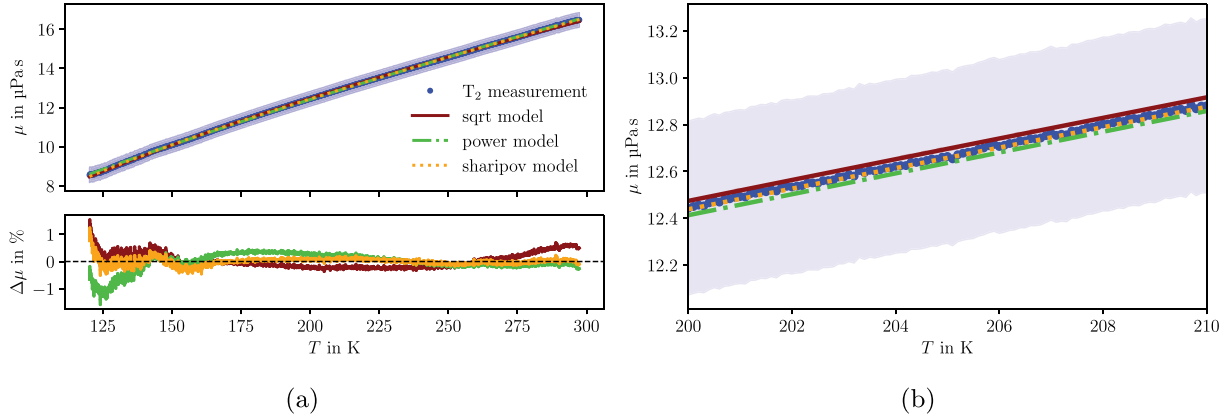 16
14
12
10
8
μ in μPa.s
T₂ measurement
sqrt model
power model
sharipov model
1
0
−1
Δμ in %
125 150 175 200 225 250 275 300
T in K
(a)
13.2
13.0
12.8
12.6
12.4
12.2
μ in μPa.s
200 202 204 206 208 210
T in K
(b)